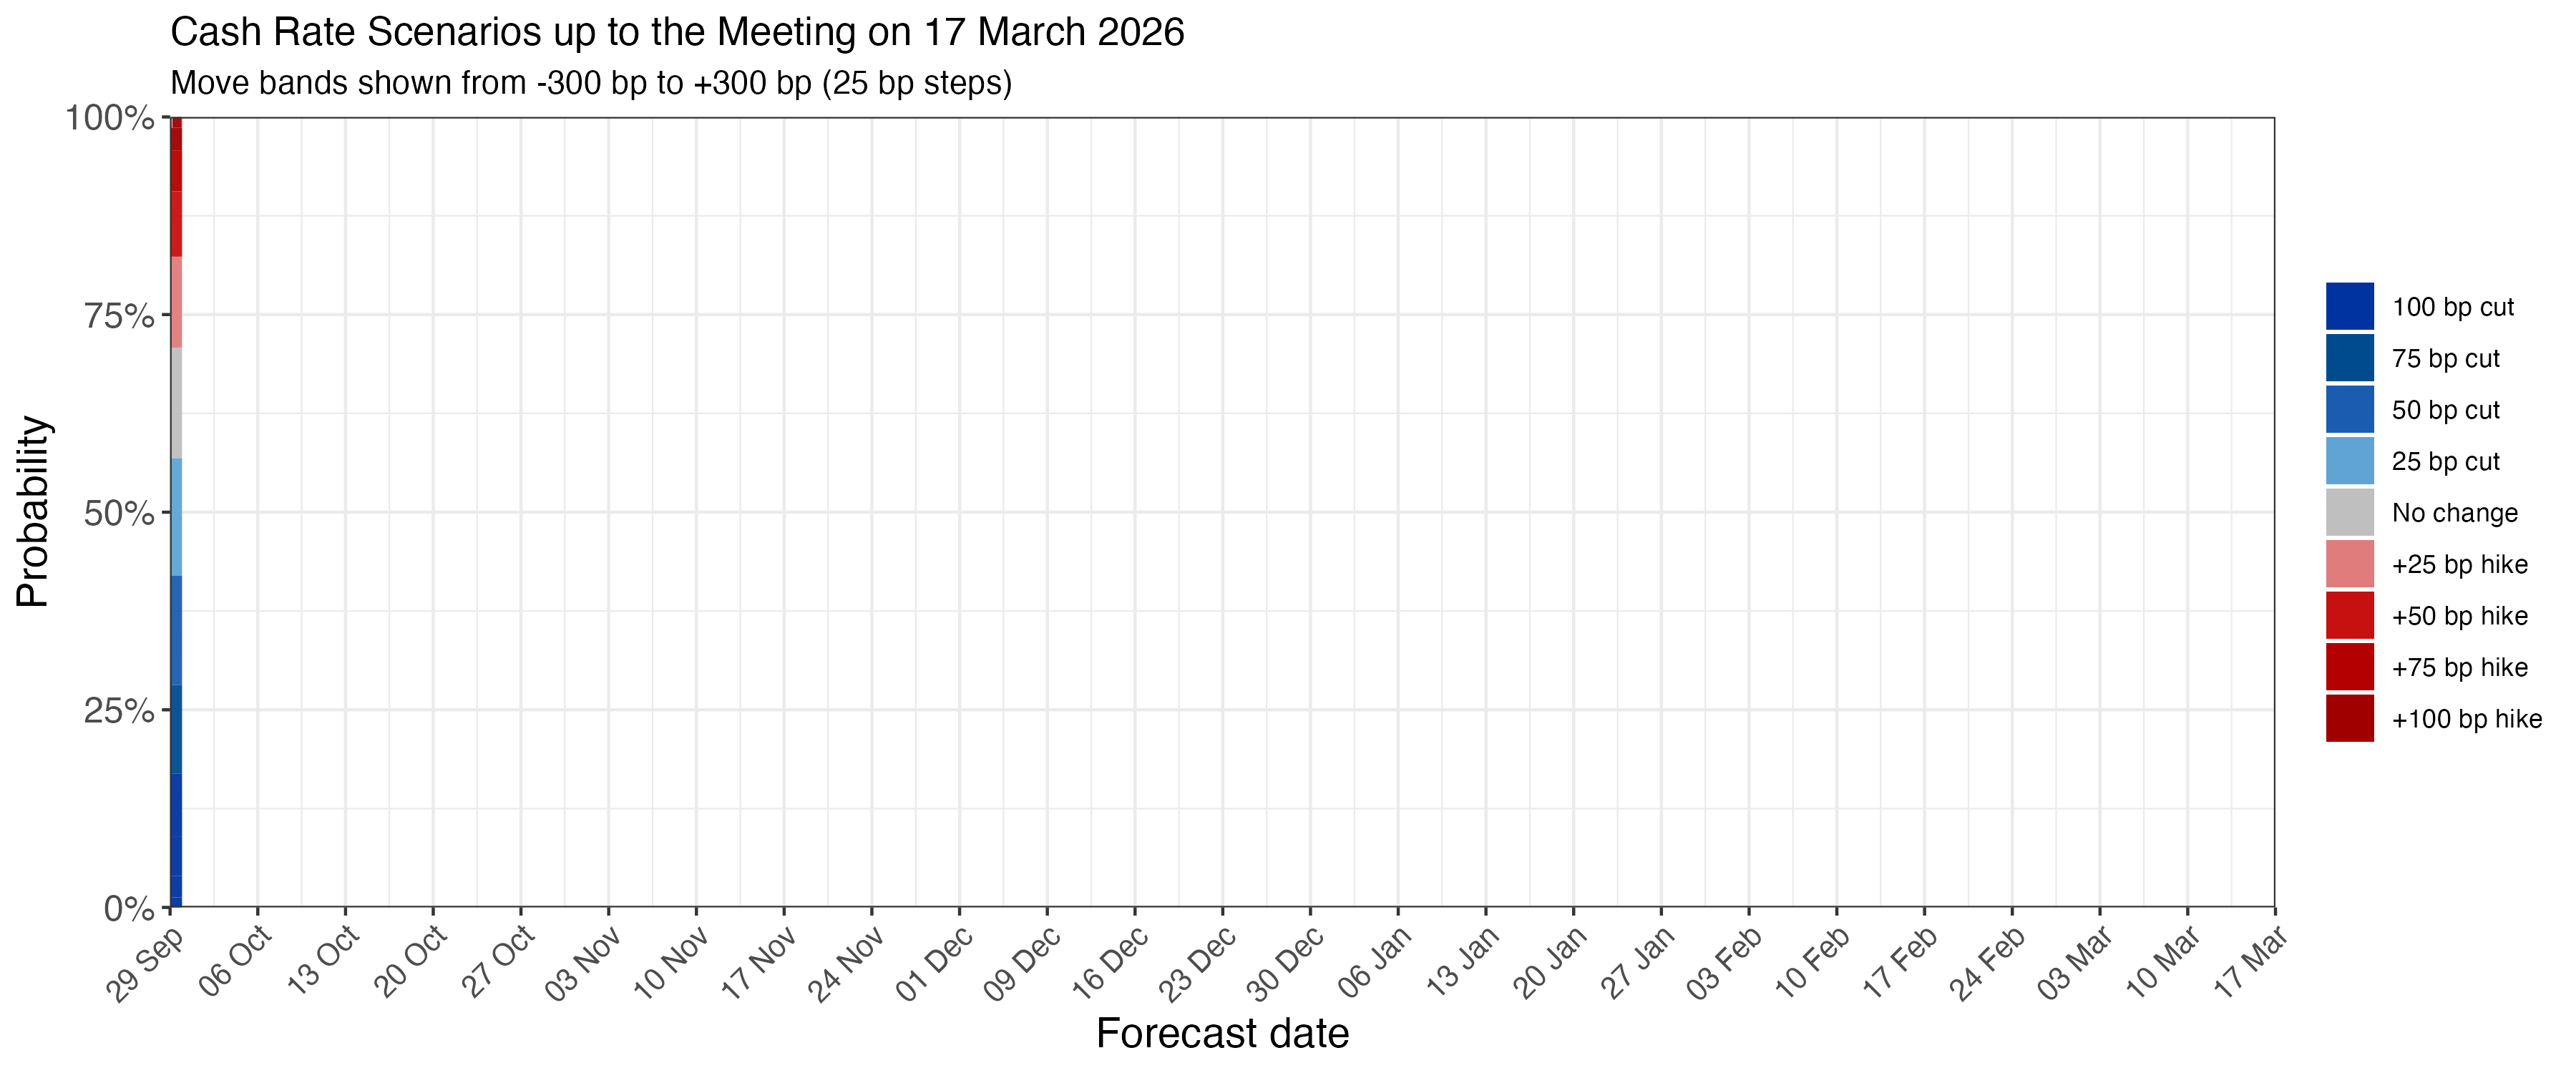 Cash Rate Scenarios up to the Meeting on 17 March 2026
Move bands shown from -300 bp to +300 bp (25 bp steps)
Probability
100%
75%
50%
25%
0%
29 Sep
06 Oct
13 Oct
20 Oct
27 Oct
03 Nov
10 Nov
17 Nov
24 Nov
01 Dec
09 Dec
16 Dec
23 Dec
30 Dec
06 Jan
13 Jan
20 Jan
27 Jan
03 Feb
10 Feb
17 Feb
24 Feb
03 Mar
10 Mar
17 Mar
Forecast date
100 bp cut
75 bp cut
50 bp cut
25 bp cut
No change
+25 bp hike
+50 bp hike
+75 bp hike
+100 bp hike